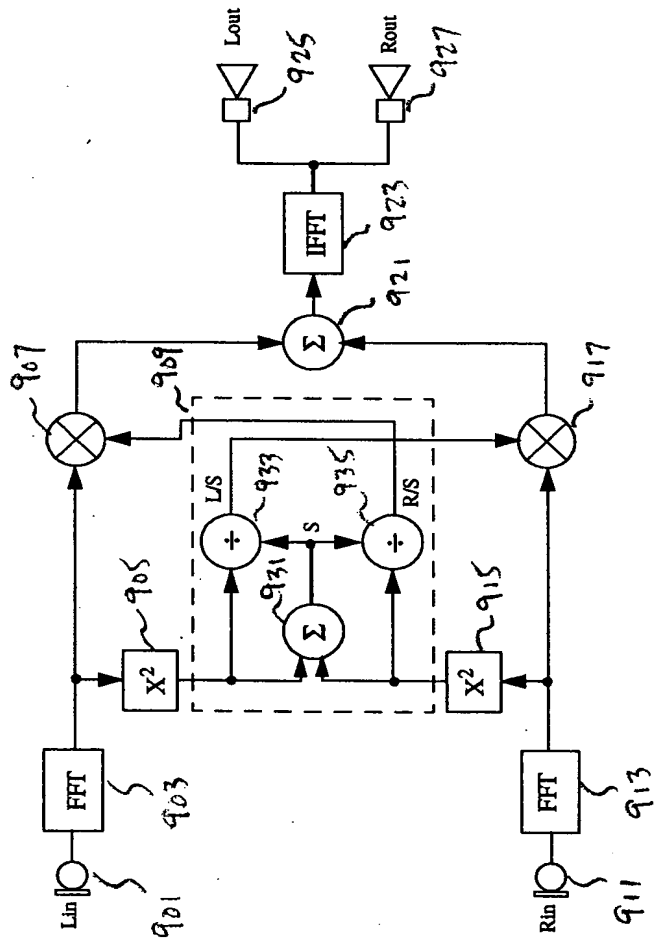 Lin
901
FFT
903
X²
905
907
909
L/S
÷
933
Σ
931
S
÷
935
R/S
X²
915
Rin
911
FFT
913
917
Σ
921
IFFT
923
Lout
925
Rout
927